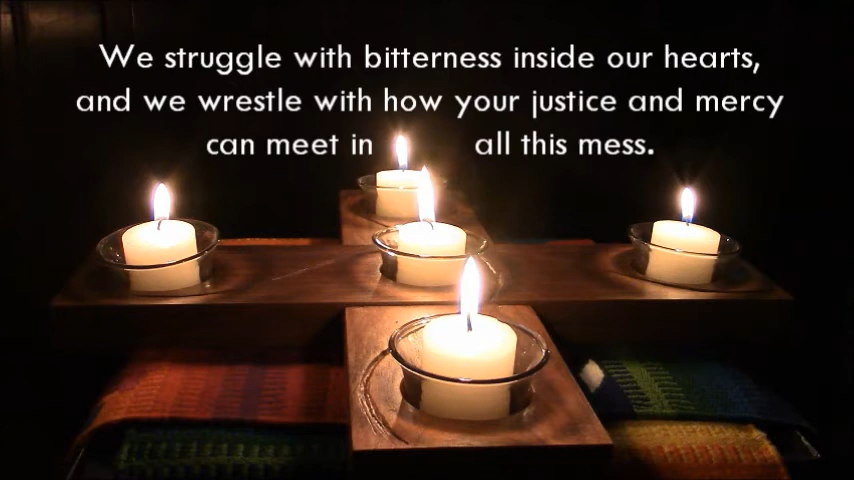 We struggle with bitterness inside our hearts,
and we wrestle with how your justice and mercy
can meet in all this mess.